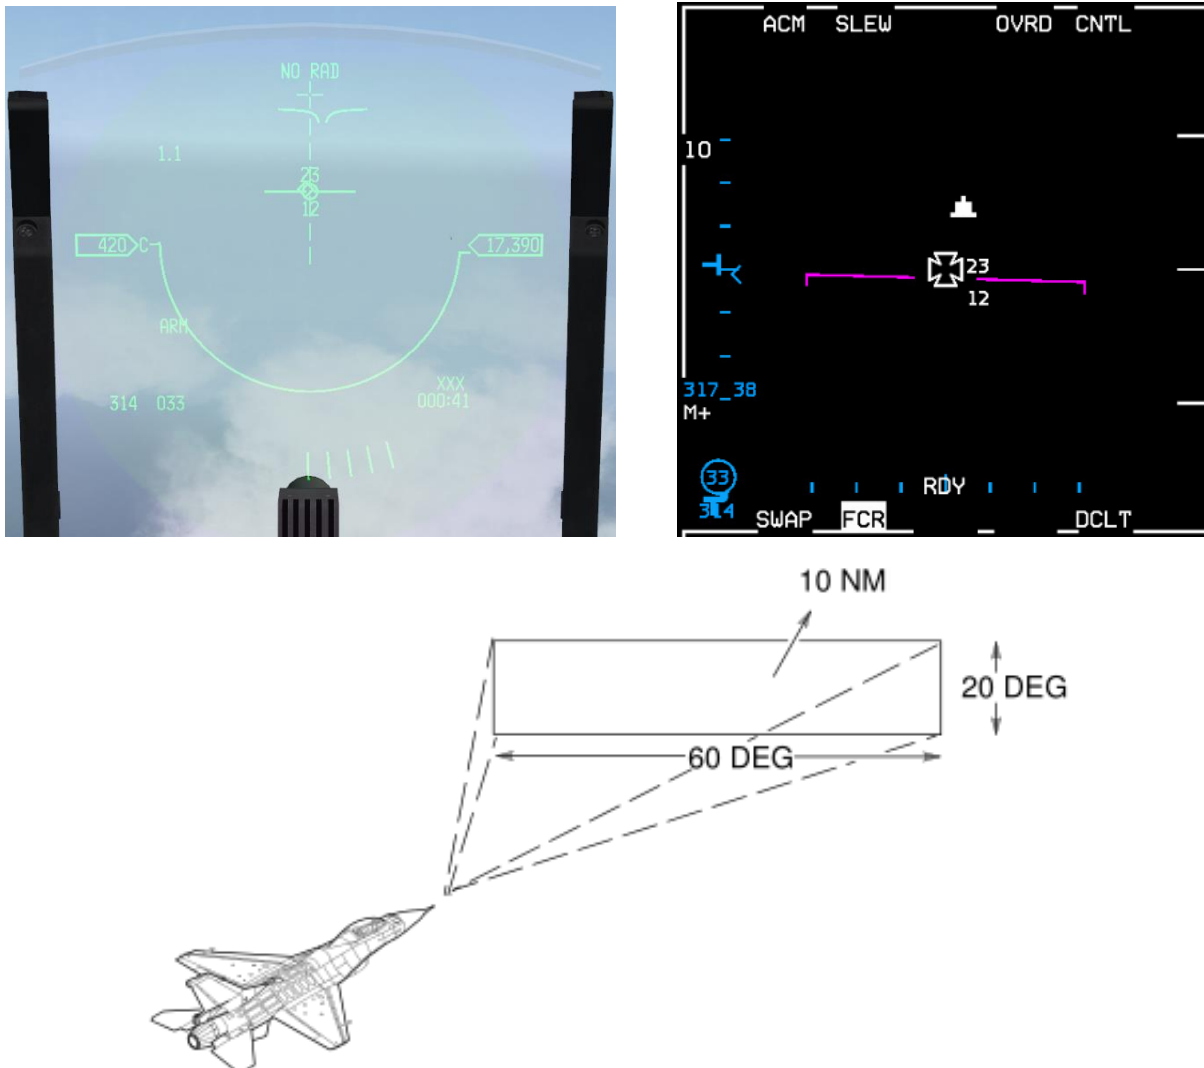 NO RAD
1.1
23
12
420 C
17,390
ARM
XXX
314 033
000:41
ACM SLEW OVRD CNTL
10
23
12
317_38
M+
33
RDY
314
SWAP FCR DCLT
10 NM
20 DEG
60 DEG